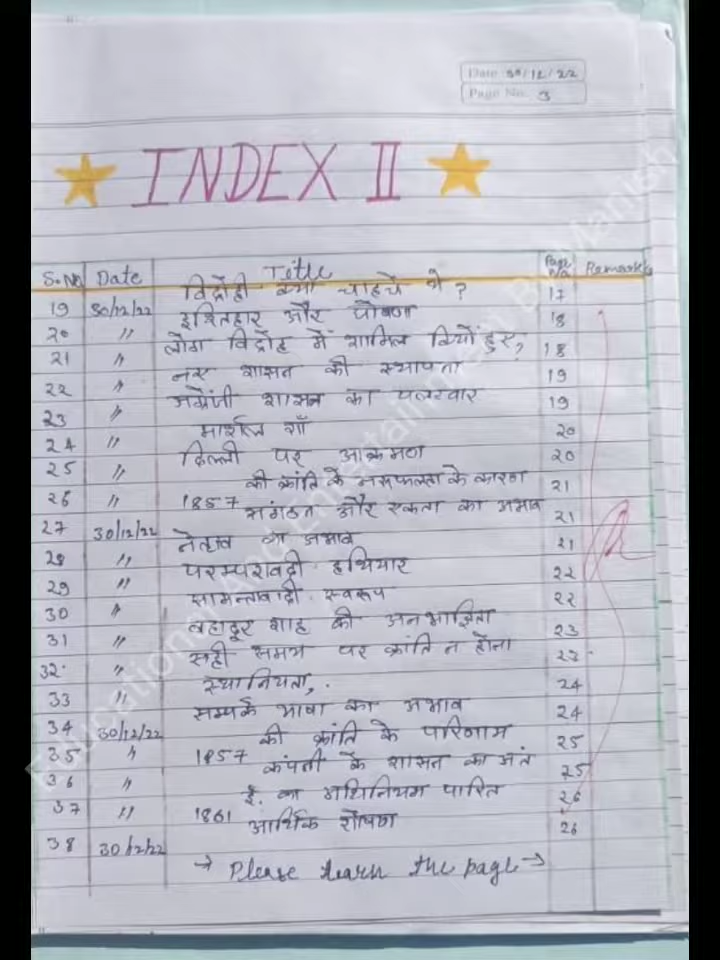 Date 30/12/22
Page No. 3
INDEX II
S.No Date Title Page No Remarks
19 30/12/22 विद्रोही क्या चाहते थे? 17
20 " इश्तिहार और घोषणा 18
21 " लोग विद्रोह में शामिल क्यों हुए? 18
22 " नए शासन की स्थापना 19
23 " अंग्रेजी शासन का पलटवार 19
24 " मार्शल लॉ 20
25 " दिल्ली पर आक्रमण 20
26 " 1857 की क्रांति के असफलता के कारण 21
27 30/12/22 संगठन और एकता का अभाव 21
28 " नेतृत्व का अभाव 21
29 " परम्परावादी हथियार 22
30 " सामन्तवादी स्वरूप 22
31 " बहादुर शाह की अनभिज्ञता 23
32 " सही समय पर क्रांति न होना 23
33 " स्थानियता, 24
34 30/12/22 सम्पर्क भाषा का अभाव 24
35 " 1857 की क्रांति के परिणाम 25
36 " कंपनी के शासन का अंत 25
37 " 1861 ई. का अधिनियम पारित 26
38 30/12/22 आर्थिक शोषण 26
→ Please turn the page →
Educational And Entertainment By Manish